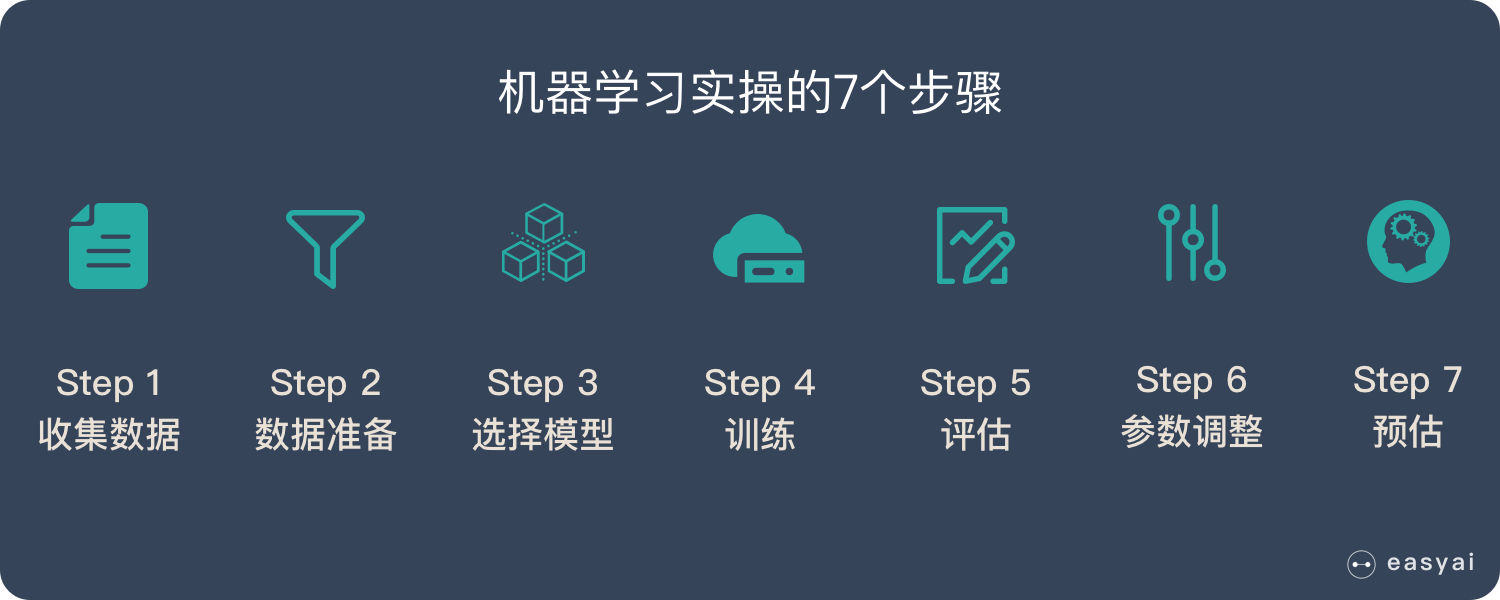 机器学习实操的7个步骤
Step 1
收集数据
Step 2
数据准备
Step 3
选择模型
Step 4
训练
Step 5
评估
Step 6
参数调整
Step 7
预估
easyai